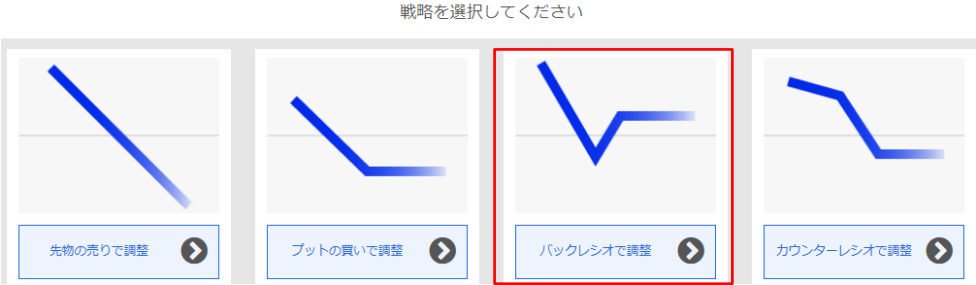 戦略を選択してください
先物の売りで調整
プットの買いで調整
バックレシオで調整
カウンターレシオで調整